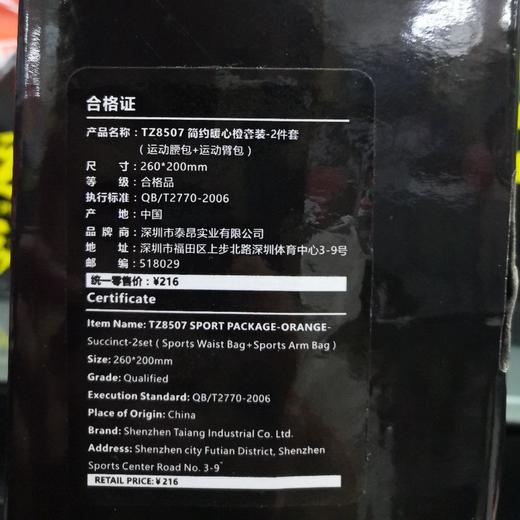 合格证
产品名称：TZ8507 简约暖心橙套装-2件套
（运动腰包+运动臂包）
尺 寸：260*200mm
等 级：合格品
执行标准：QB/T2770-2006
产 地：中国
品 牌 商：深圳市泰昂实业有限公司
地 址：深圳市福田区上步北路深圳体育中心3-9号
邮 编：518029
统一零售价：¥216
Certificate
Item Name: TZ8507 SPORT PACKAGE-ORANGE-
Succinct-2set ( Sports Waist Bag+Sports Arm Bag )
Size: 260*200mm
Grade: Qualified
Execution Standard: QB/T2770-2006
Place of Origin: China
Brand: Shenzhen Taiang Industrial Co., Ltd.
Address: Shenzhen city Futian District, Shenzhen
Sports Center Road No. 3-9
RETAIL PRICE: ¥216